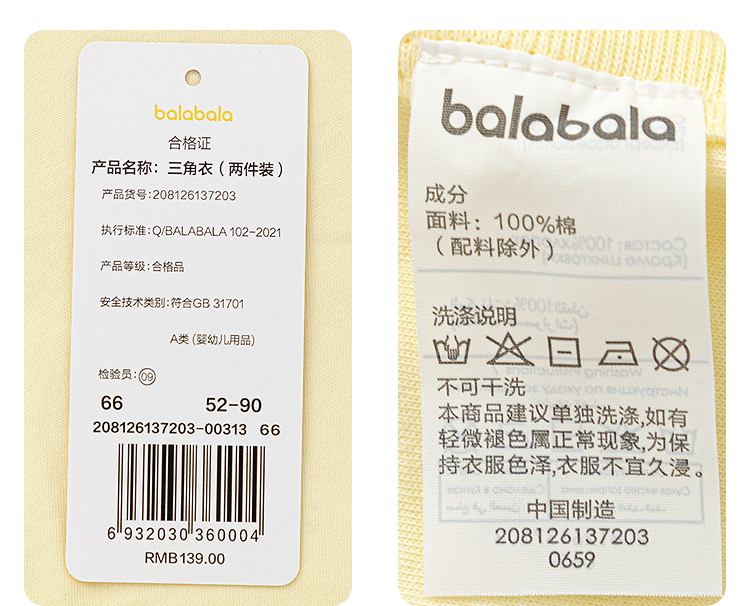 balabala
合格证
产品名称：三角衣（两件装）
产品货号:208126137203
执行标准:Q/BALABALA 102-2021
产品等级:合格品
安全技术类别:符合GB 31701
A类 (婴幼儿用品)
检验员: 09
66 52-90
208126137203-00313 66
6 932030 360004
RMB139.00
balabala
成分
面料：100%棉
（配料除外）
洗涤说明
不可干洗
本商品建议单独洗涤,如有
轻微褪色属正常现象,为保
持衣服色泽,衣服不宜久浸。
中国制造
208126137203
0659